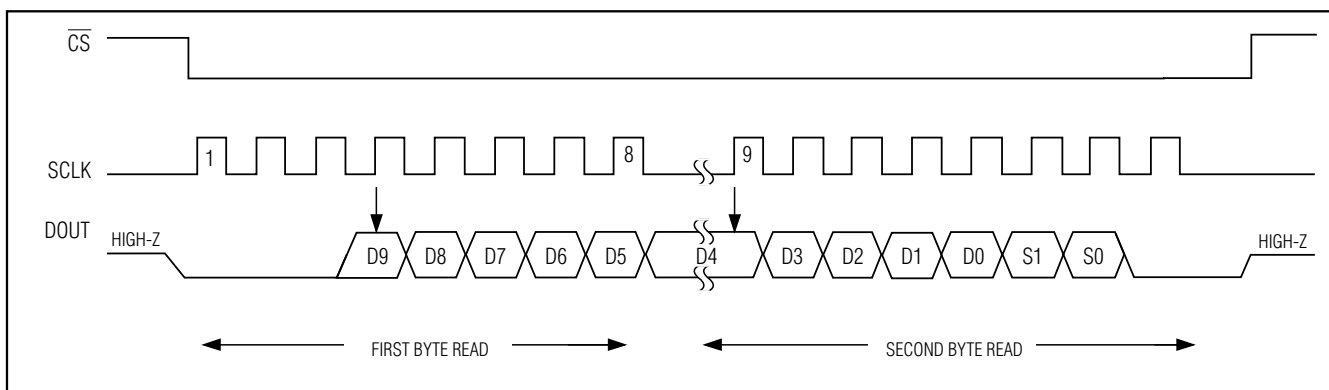 CS
1 8 9
SCLK
DOUT
HIGH-Z D9 D8 D7 D6 D5 D4 D3 D2 D1 D0 S1 S0 HIGH-Z
FIRST BYTE READ SECOND BYTE READ